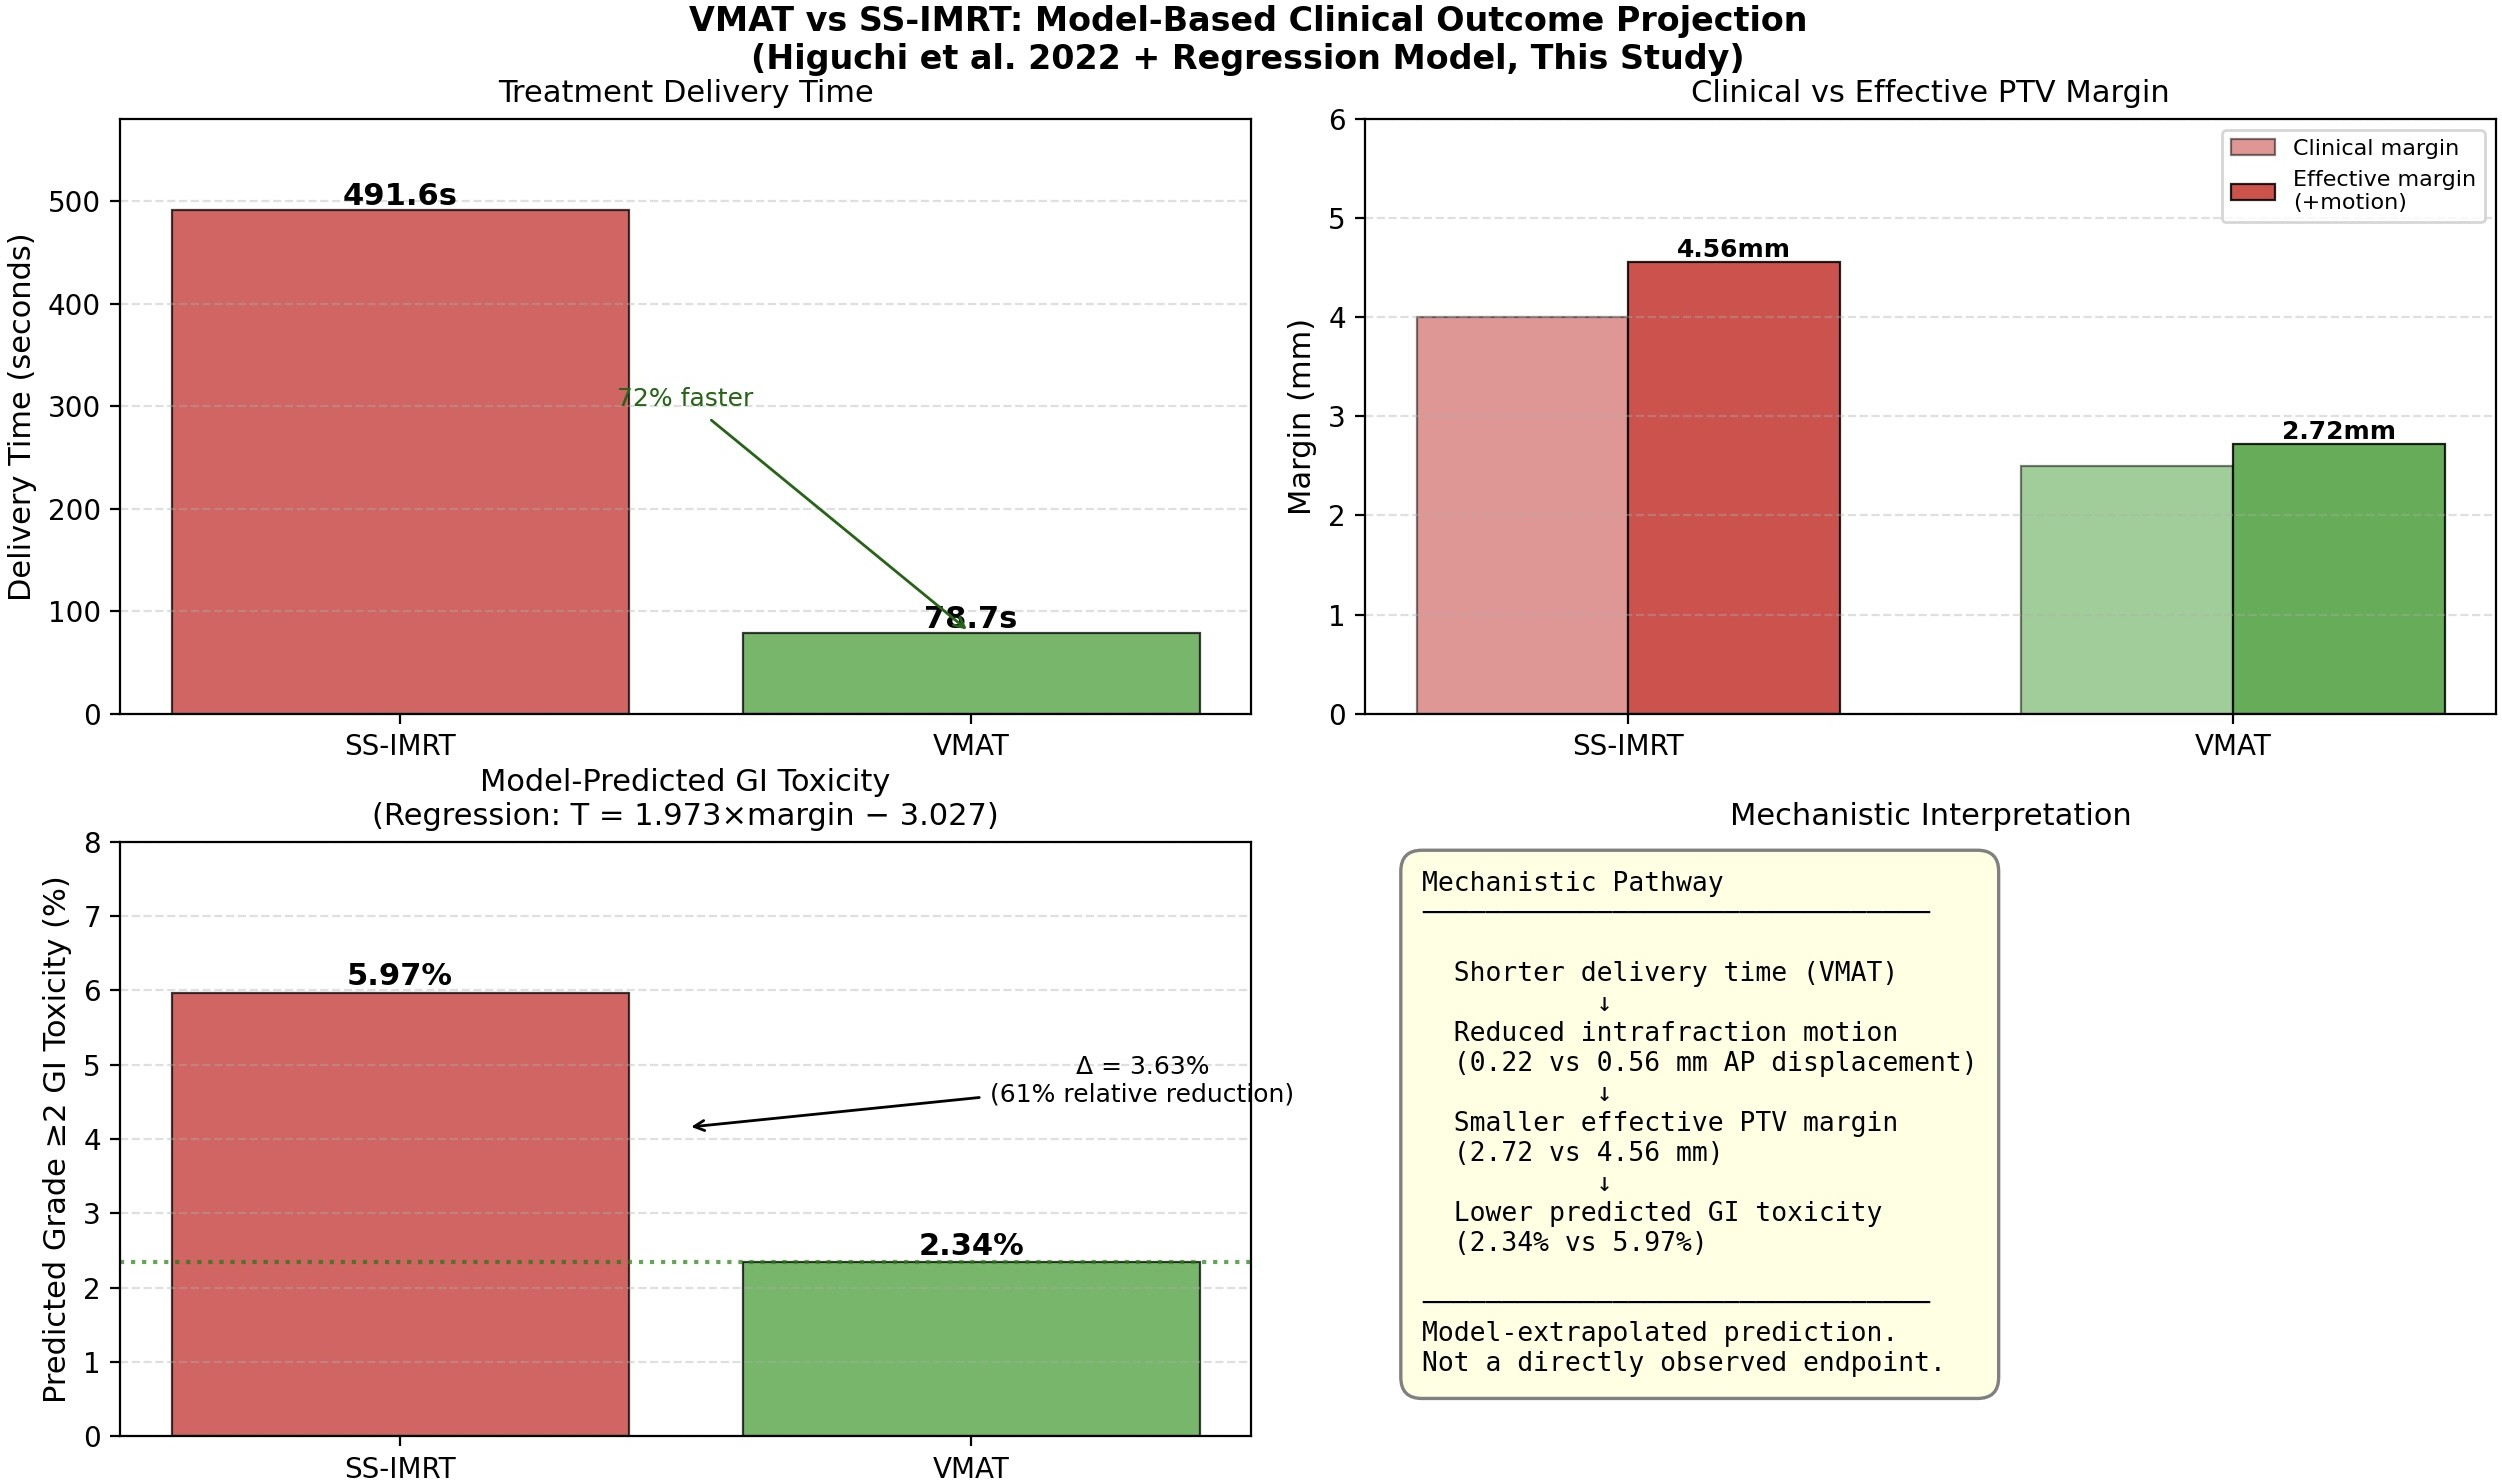 VMAT vs SS-IMRT: Model-Based Clinical Outcome Projection
(Higuchi et al. 2022 + Regression Model, This Study)
Treatment Delivery Time
Delivery Time (seconds)
500
400
300
200
100
0
491.6s
72% faster
78.7s
SS-IMRT
VMAT
Clinical vs Effective PTV Margin
Margin (mm)
6
5
4
3
2
1
0
Clinical margin
Effective margin
(+motion)
4.56mm
2.72mm
SS-IMRT
VMAT
Model-Predicted GI Toxicity
(Regression: T = 1.973×margin − 3.027)
Predicted Grade ≥2 GI Toxicity (%)
8
7
6
5
4
3
2
1
0
5.97%
Δ = 3.63%
(61% relative reduction)
2.34%
SS-IMRT
VMAT
Mechanistic Interpretation
Mechanistic Pathway
Shorter delivery time (VMAT)
↓
Reduced intrafraction motion
(0.22 vs 0.56 mm AP displacement)
↓
Smaller effective PTV margin
(2.72 vs 4.56 mm)
↓
Lower predicted GI toxicity
(2.34% vs 5.97%)
Model-extrapolated prediction.
Not a directly observed endpoint.